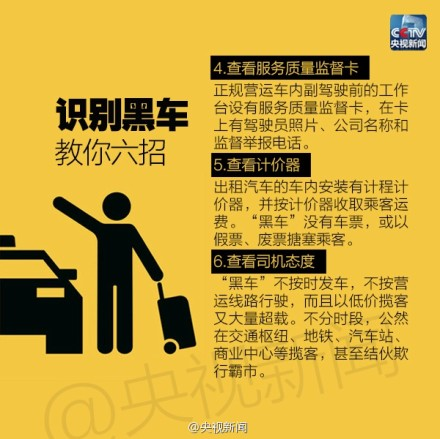 CCTV
央视新闻
识别黑车
教你六招
4.查看服务质量监督卡
正规营运车内副驾驶前的工作
台设有服务质量监督卡，在卡
上有驾驶员照片、公司名称和
监督举报电话。
5.查看计价器
出租汽车的车内安装有计程计
价器，并按计价器收取乘客运
费。“黑车”没有车票，或以
假票、废票搪塞乘客。
6.查看司机态度
“黑车”不按时发车，不按营
运线路行驶，而且以低价揽客
又大量超载。不分时段，公然
在交通枢纽、地铁、汽车站、
商业中心等揽客，甚至结伙欺
行霸市。
@央视新闻
@央视新闻